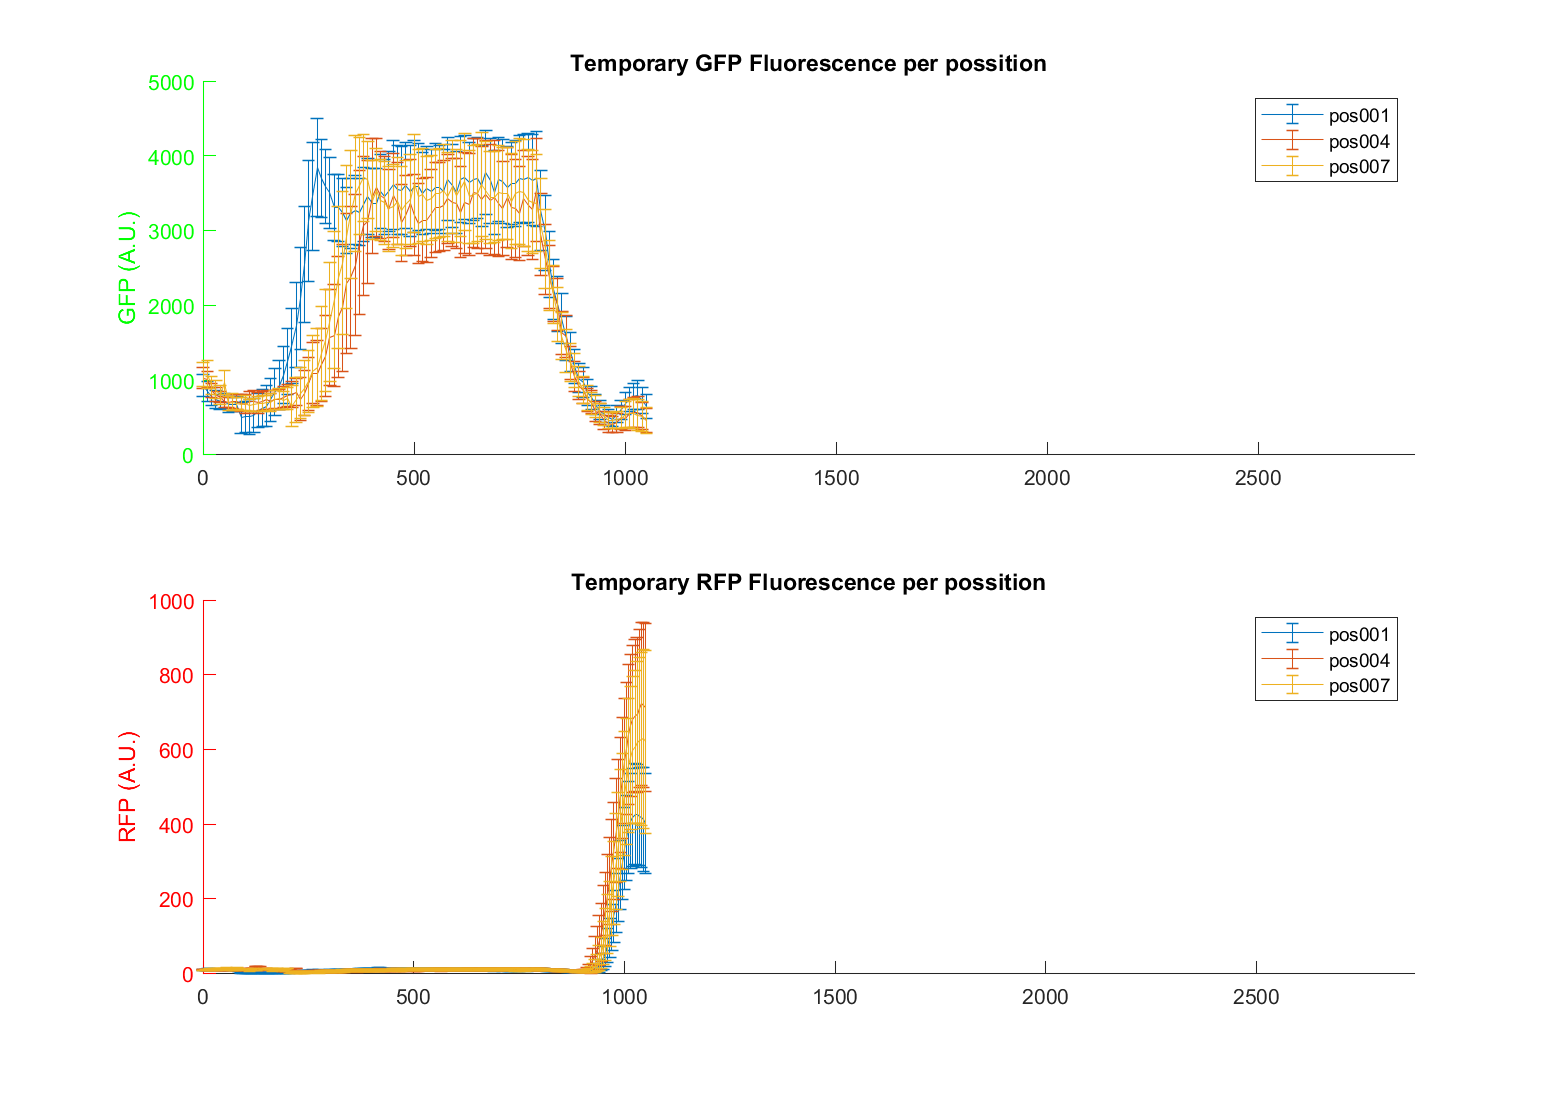 Temporary GFP Fluorescence per possition
5000
4000
3000
2000
1000
0
GFP (A.U.)
0 500 1000 1500 2000 2500
pos001
pos004
pos007
Temporary RFP Fluorescence per possition
1000
800
600
400
200
0
RFP (A.U.)
0 500 1000 1500 2000 2500
pos001
pos004
pos007